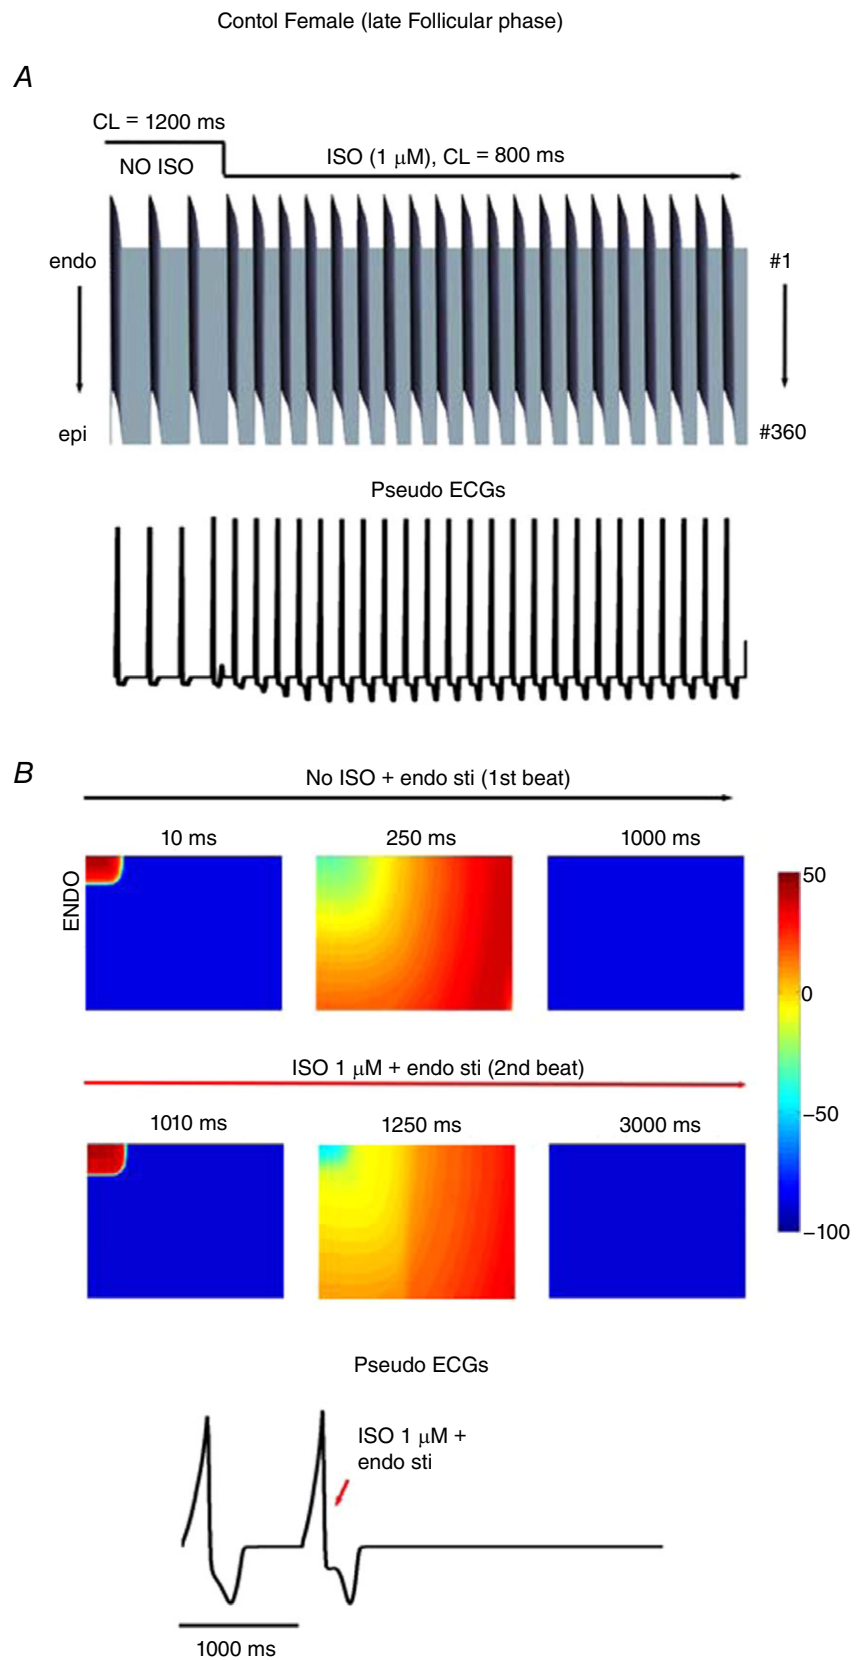 Contol Female (late Follicular phase)
A
CL = 1200 ms
NO ISO
ISO (1 μM), CL = 800 ms
endo
#1
epi
#360
Pseudo ECGs
B
No ISO + endo sti (1st beat)
10 ms
250 ms
1000 ms
ENDO
50
0
−50
−100
ISO 1 μM + endo sti (2nd beat)
1010 ms
1250 ms
3000 ms
Pseudo ECGs
ISO 1 μM +
endo sti
1000 ms